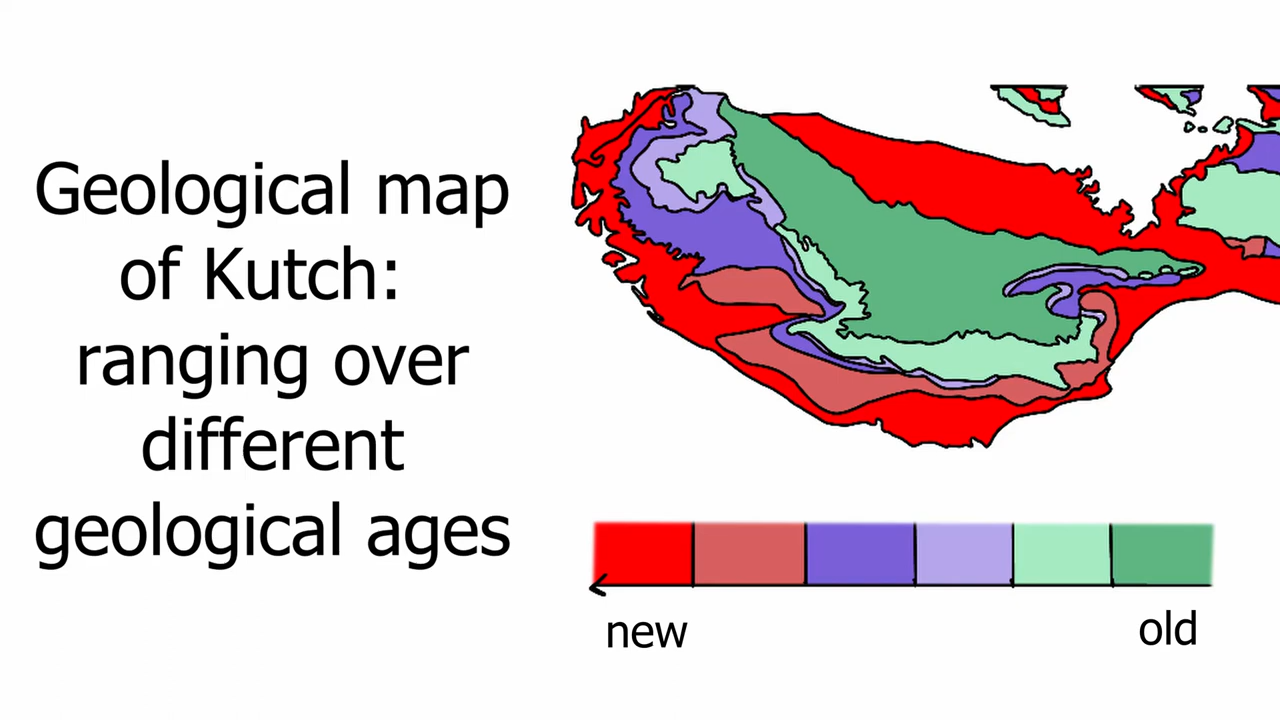 Geological map
of Kutch:
ranging over
different
geological ages
new
old